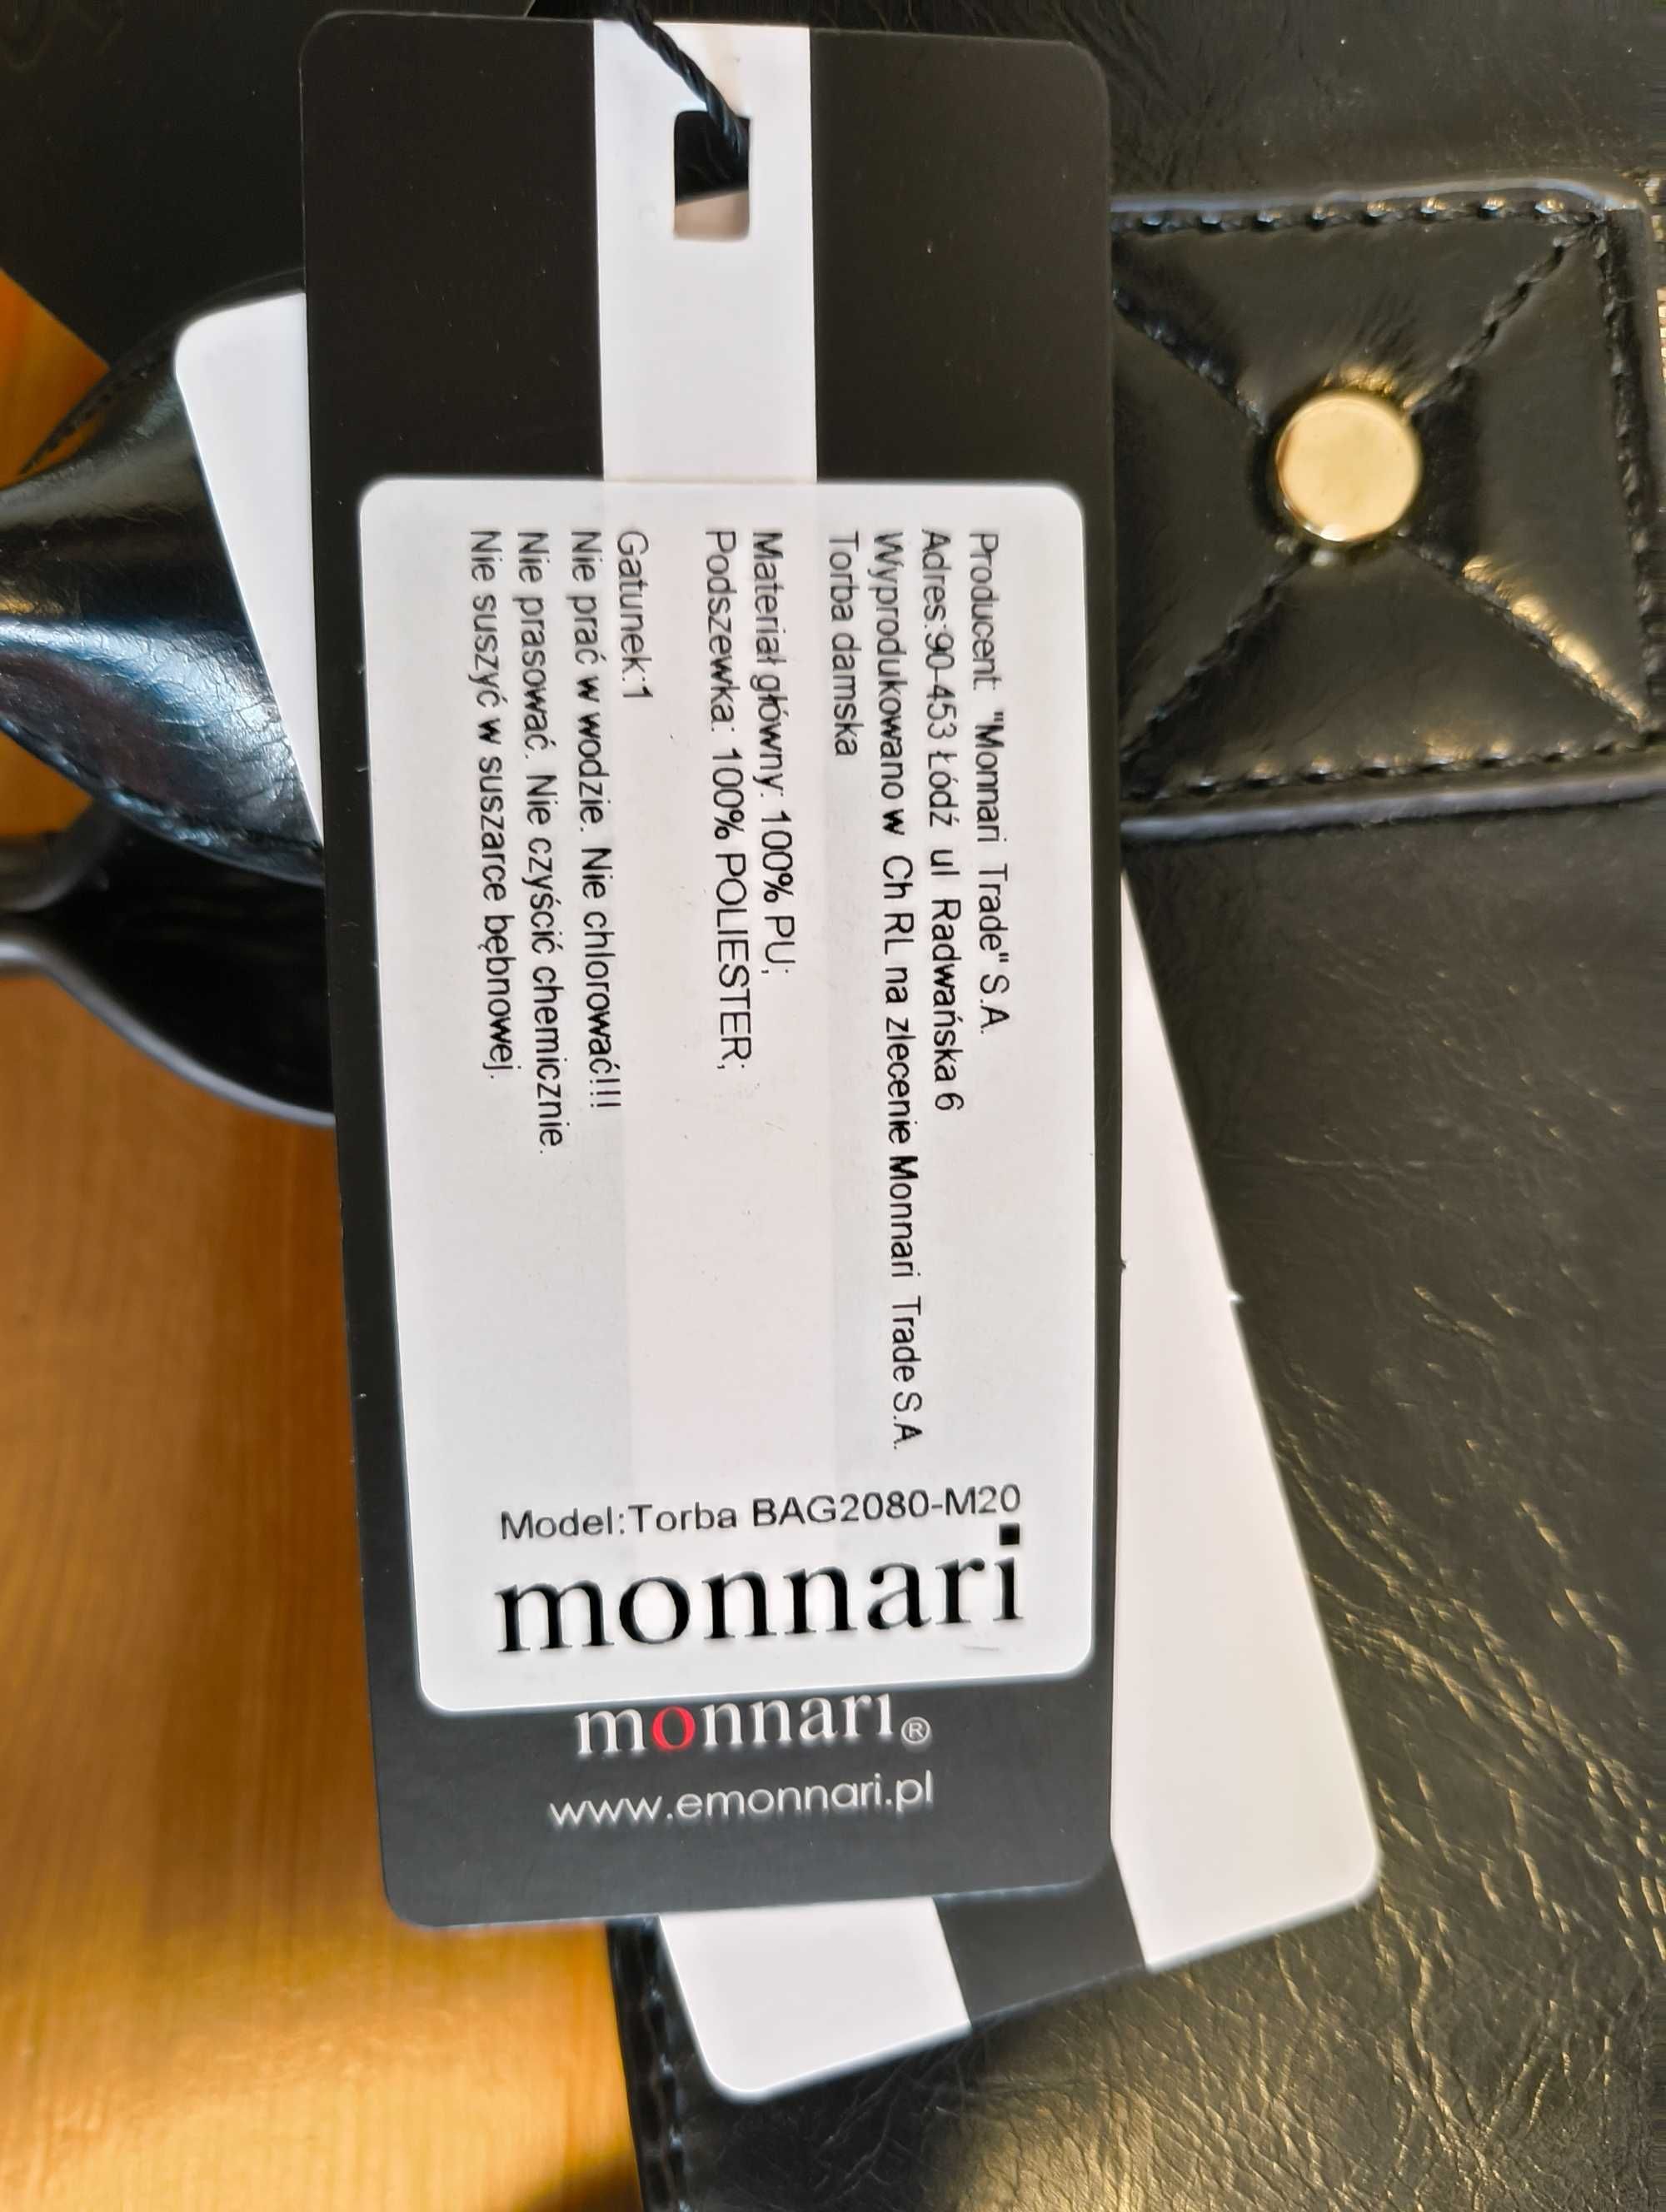 Producent: "Monnari Trade" S.A.
Adres:90-453 Łódź ul Radwańska 6
Wyprodukowano w Ch RL na zlecenie Monnari Trade S.A.
Torba damska
Materiał główny: 100% PU;
Podszewka: 100% POLIESTER;
Gatunek:1
Nie prać w wodzie. Nie chlorować!!!
Nie prasować. Nie czyścić chemicznie.
Nie suszyć w suszarce bębnowej.
Model:Torba BAG2080-M20
monnari
monnari®
www.emonnari.pl